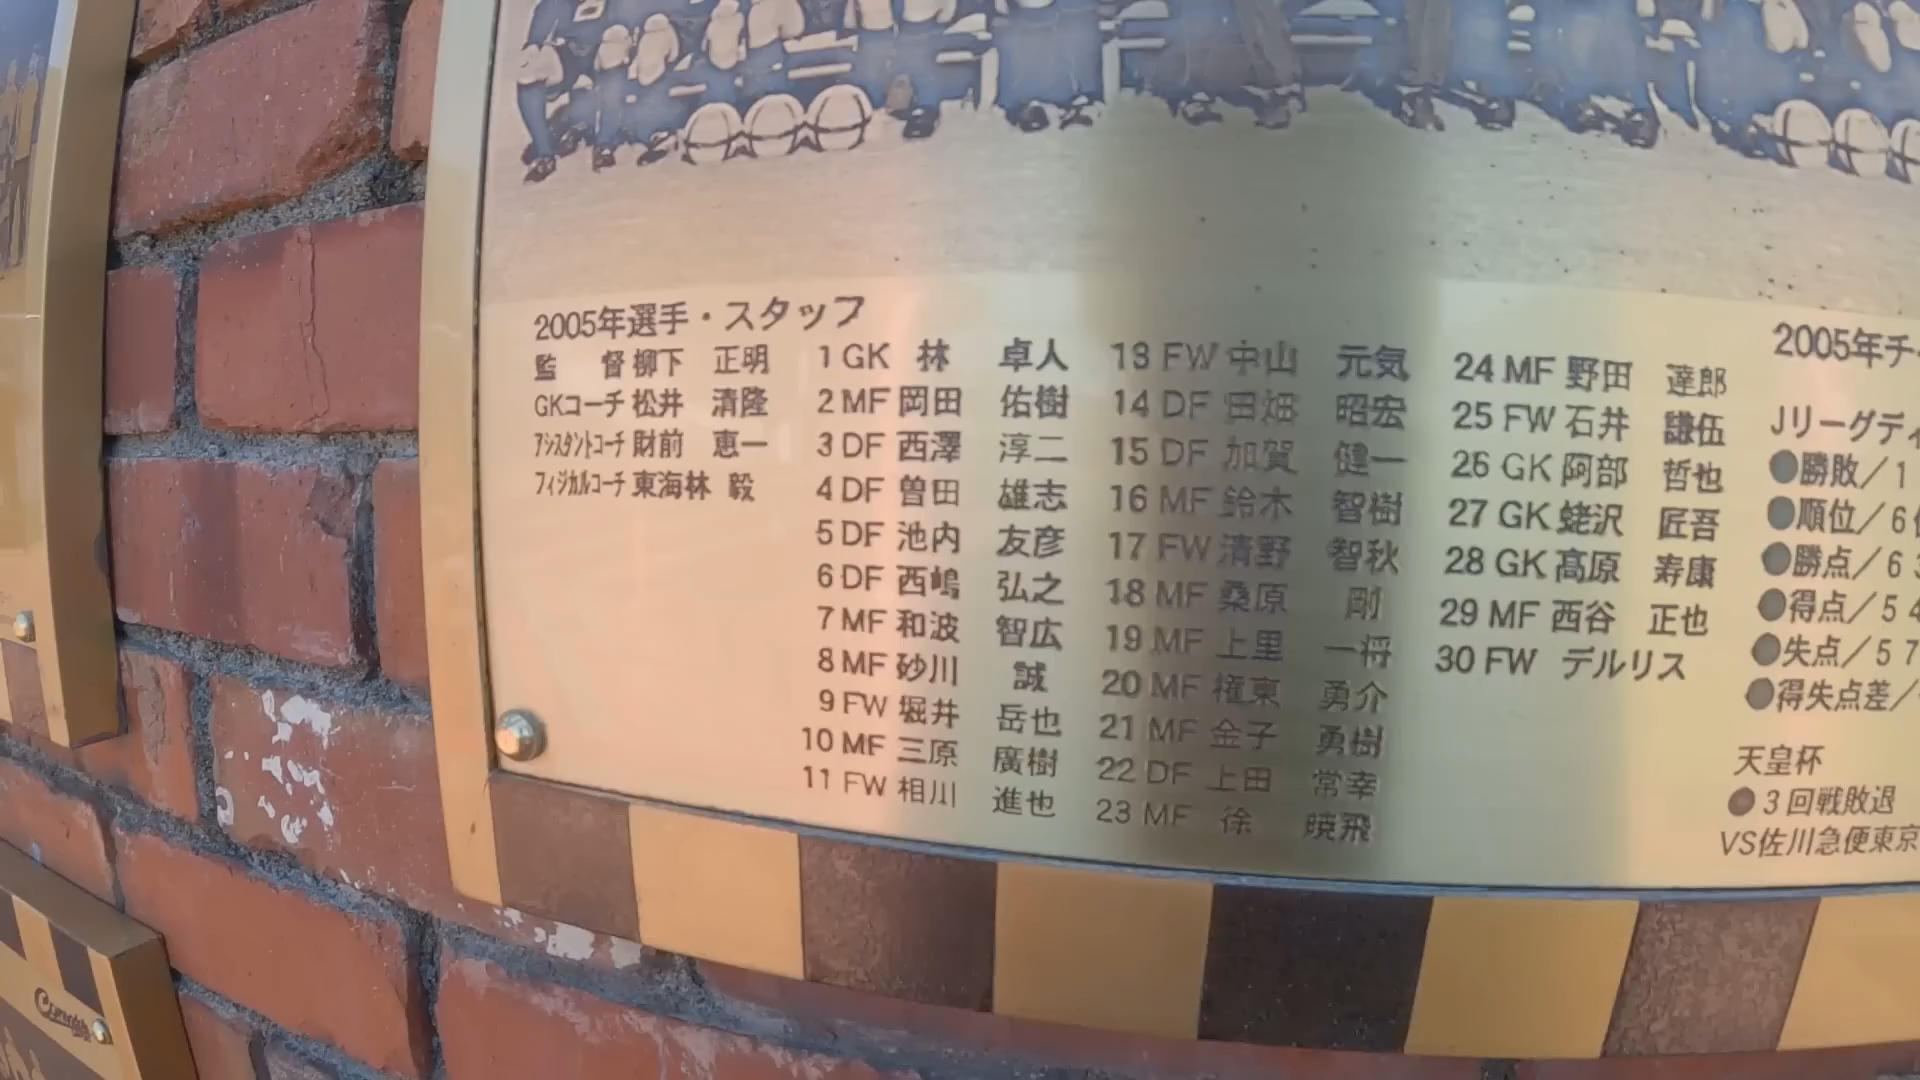 2005年選手・スタッフ
監　督 柳下　正明
GKコーチ 松井　清隆
アシスタントコーチ 財前　恵一
フィジカルコーチ 東海林　毅
1 GK 林　卓人
2 MF 岡田　佑樹
3 DF 西澤　淳二
4 DF 曽田　雄志
5 DF 池内　友彦
6 DF 西嶋　弘之
7 MF 和波　智広
8 MF 砂川　誠
9 FW 堀井　岳也
10 MF 三原　廣樹
11 FW 相川　進也
13 FW 中山　元気
14 DF 田畑　昭宏
15 DF 加賀　健一
16 MF 鈴木　智樹
17 FW 清野　智秋
18 MF 桑原　剛
19 MF 上里　一将
20 MF 権東　勇介
21 MF 金子　勇樹
22 DF 上田　常幸
23 MF 徐　暁飛
24 MF 野田　達郎
25 FW 石井　謙伍
26 GK 阿部　哲也
27 GK 蛯沢　匠吾
28 GK 髙原　寿康
29 MF 西谷　正也
30 FW デルリス
2005年チ
Jリーグディ
●勝敗／1
●順位／6
●勝点／6 3
●得点／5 4
●失点／5 7
●得失点差／
天皇杯
●3回戦敗退
VS佐川急便東京